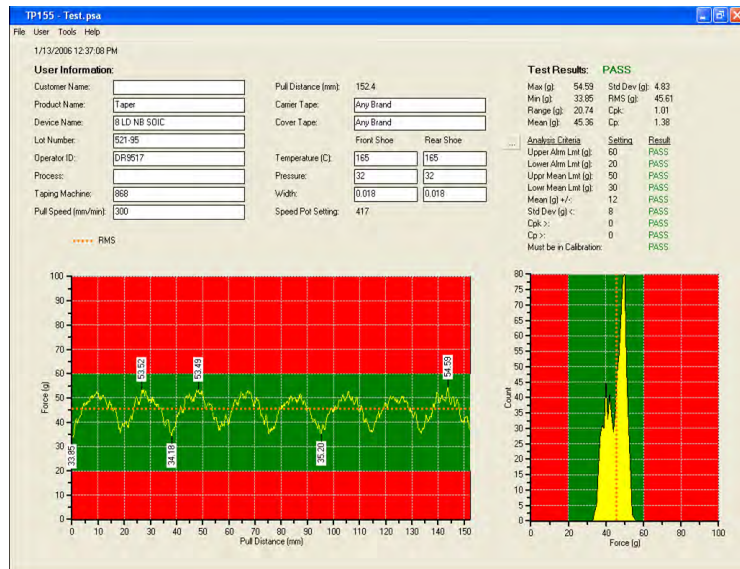 TP155 - Test.psa
File User Tools Help
1/13/2006 12:37:08 PM
User Information:
Customer Name:
Product Name: Taper
Device Name: 8 LD NB SOIC
Lot Number: 521-95
Operator ID: DR9517
Process:
Taping Machine: 868
Pull Speed (mm/min): 300
Pull Distance (mm): 152.4
Carrier Tape: Any Brand
Cover Tape: Any Brand
Front Shoe Rear Shoe
Temperature (C): 165 165
Pressure: 32 32
Width: 0.018 0.018
Speed Pot Setting: 417
...
Test Results: PASS
Max (g): 54.59 Std Dev (g): 4.83
Min (g): 33.85 RMS (g): 45.61
Range (g): 20.74 Cpk: 1.01
Mean (g): 45.36 Cp: 1.38
Analysis Criteria Setting Result
Upper Alrm Lmt (g): 60 PASS
Lower Alrm Lmt (g): 20 PASS
Uppr Mean Lmt (g): 50 PASS
Lowr Mean Lmt (g): 30 PASS
Mean (g) +/-: 12 PASS
Std Dev (g) <: 8 PASS
Cpk >: 0 PASS
Cp >: 0 PASS
Must be in Calibration: PASS
RMS
100
90
80
70
60
50
40
30
20
10
0
Force (g)
53.52
53.49
54.59
33.85
34.18
35.20
0 10 20 30 40 50 60 70 80 90 100 110 120 130 140 150
Pull Distance (mm)
80
75
70
65
60
55
50
45
40
35
30
25
20
15
10
5
0
Count
0 20 40 60 80 100
Force (g)